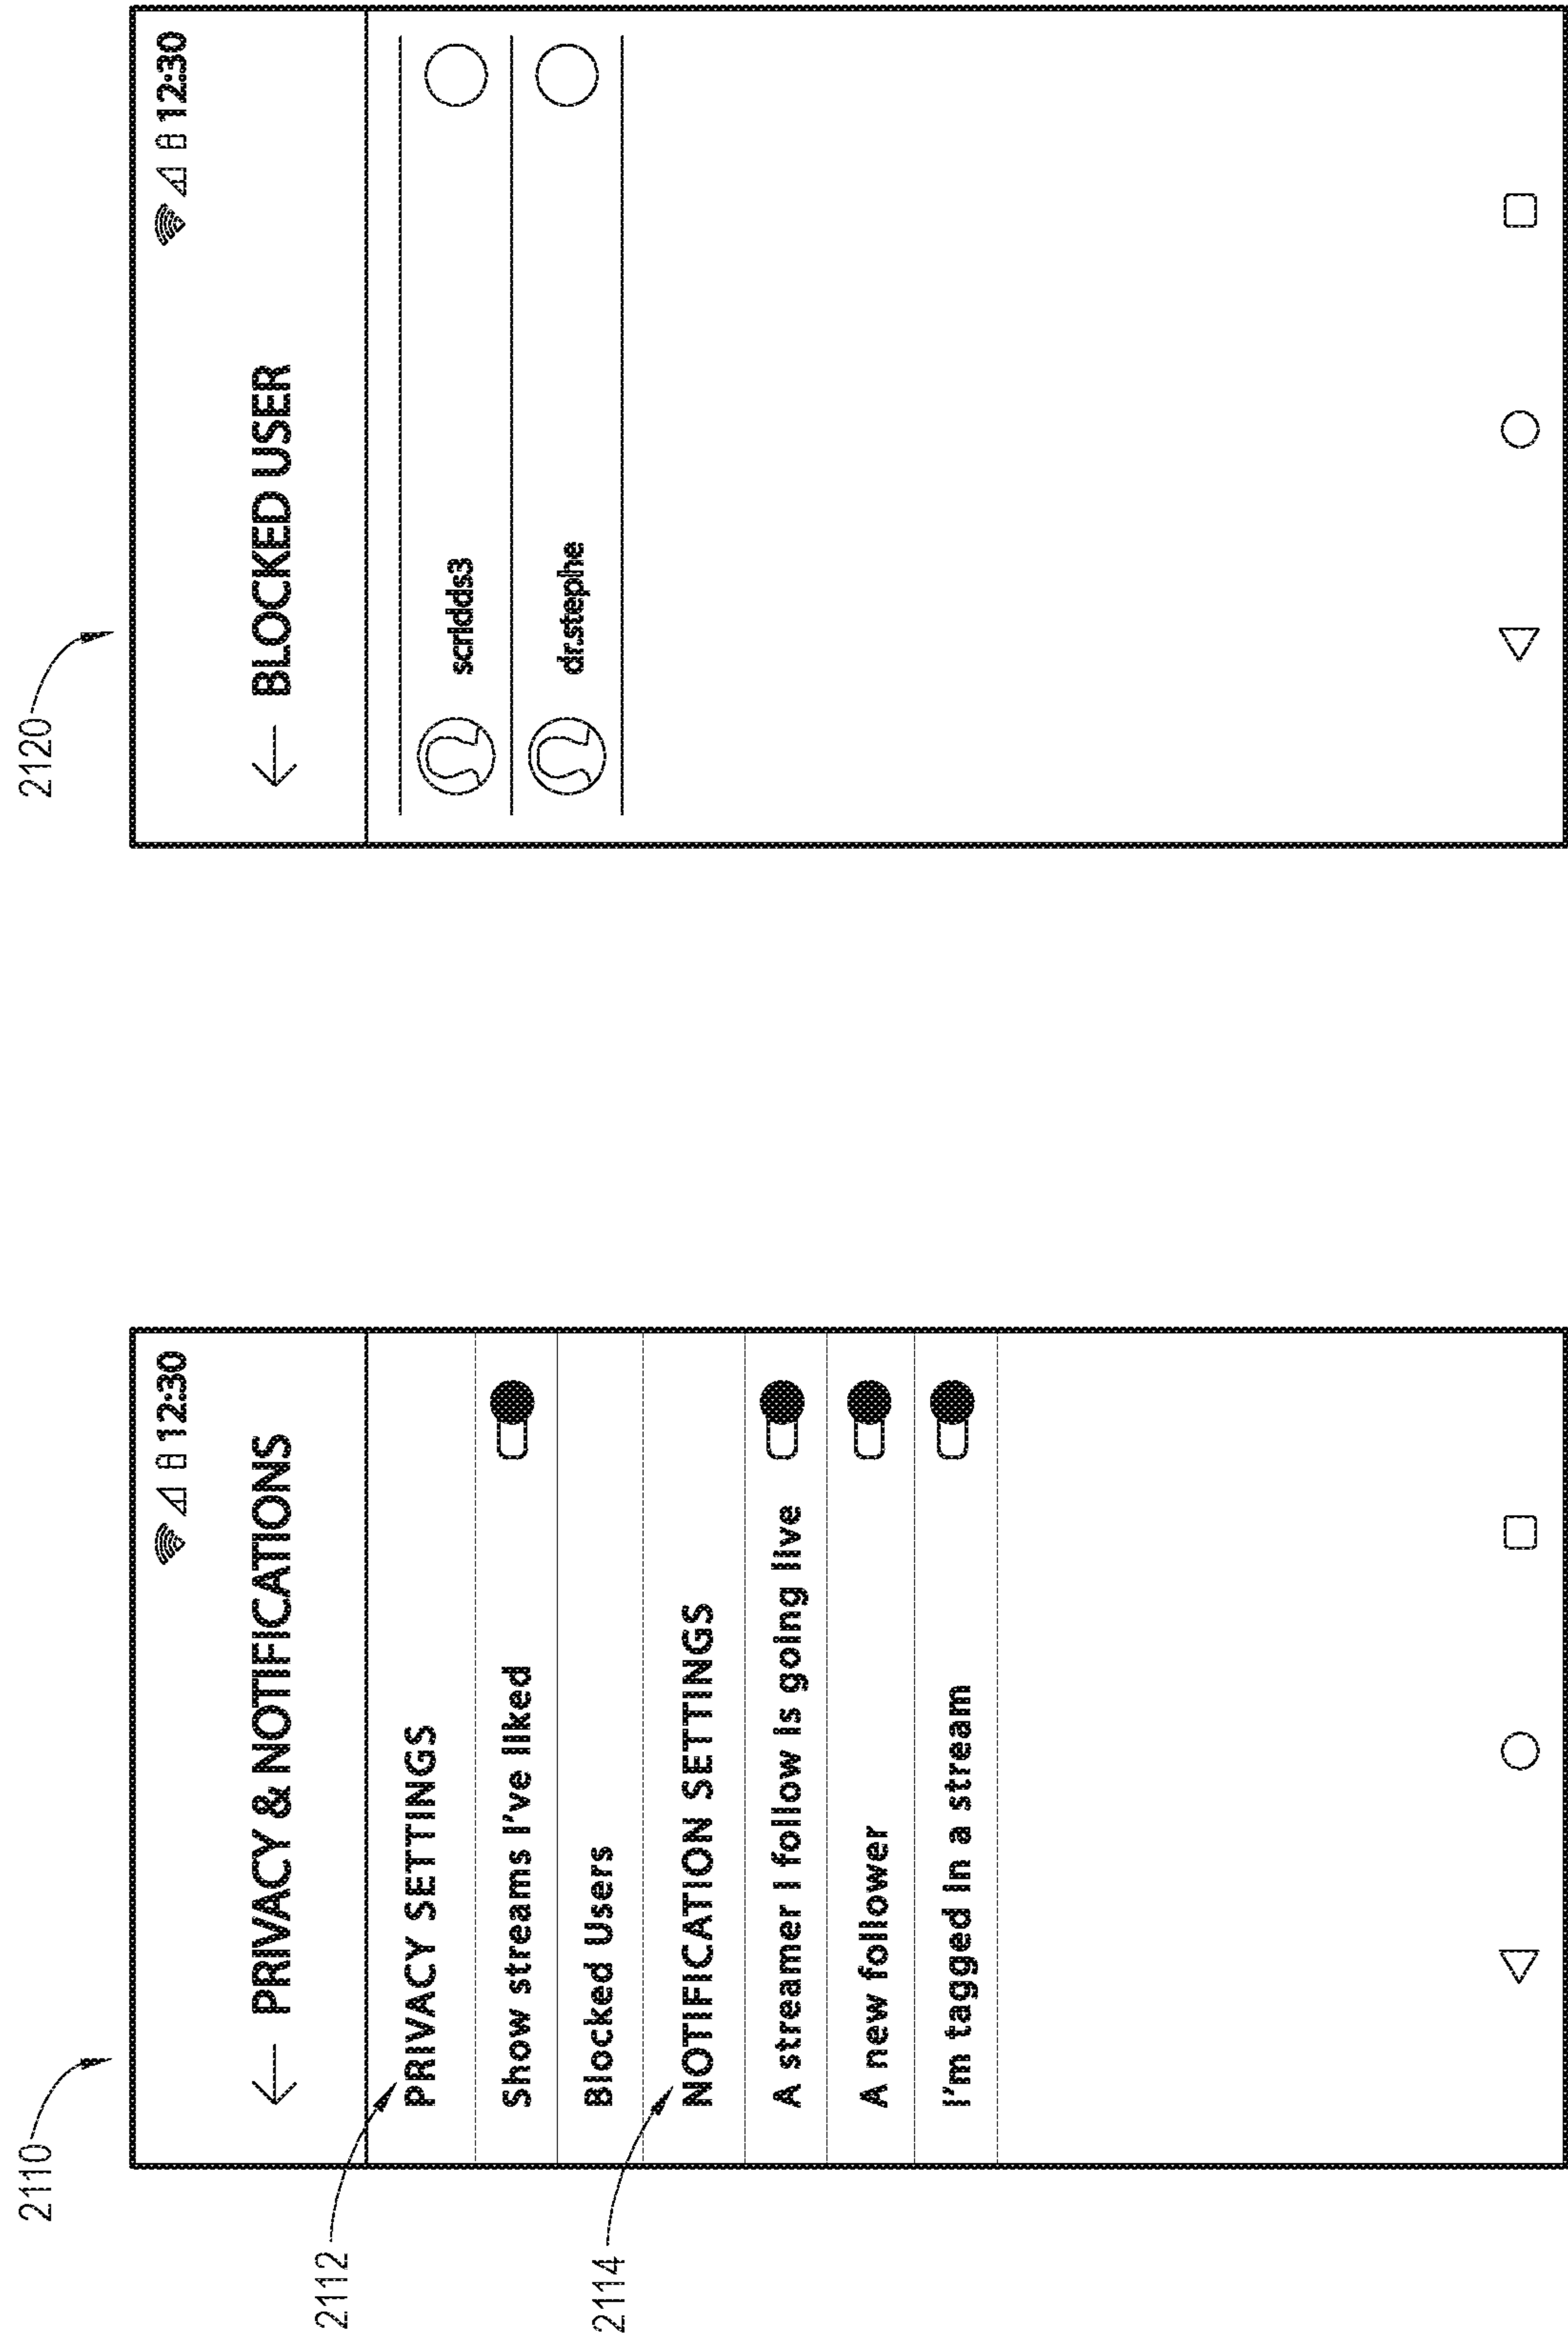 2110
12:30
← PRIVACY & NOTIFICATIONS
2112
PRIVACY SETTINGS
Show streams I've liked
Blocked Users
2114
NOTIFICATION SETTINGS
A streamer I follow is going live
A new follower
I'm tagged in a stream
2120
12:30
← BLOCKED USER
scridds3
dr.stephe